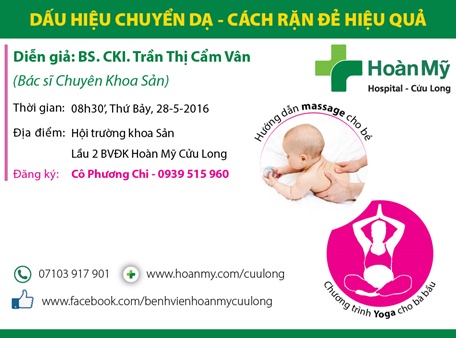 DẤU HIỆU CHUYỂN DẠ - CÁCH RẶN ĐẺ HIỆU QUẢ
Diễn giả: BS. CKI. Trần Thị Cẩm Vân
(Bác sĩ Chuyên Khoa Sản)
Thời gian: 08h30', Thứ Bảy, 28-5-2016
Địa điểm: Hội trường khoa Sản
Lầu 2 BVĐK Hoàn Mỹ Cửu Long
Đăng ký: Cô Phương Chi - 0939 515 960
Hoàn Mỹ
Hospital - Cửu Long
Hướng dẫn massage cho bé
Chương trình Yoga cho bà bầu
07103 917 901
www.hoanmy.com/cuulong
www.facebook.com/benhvienhoanmycuulong